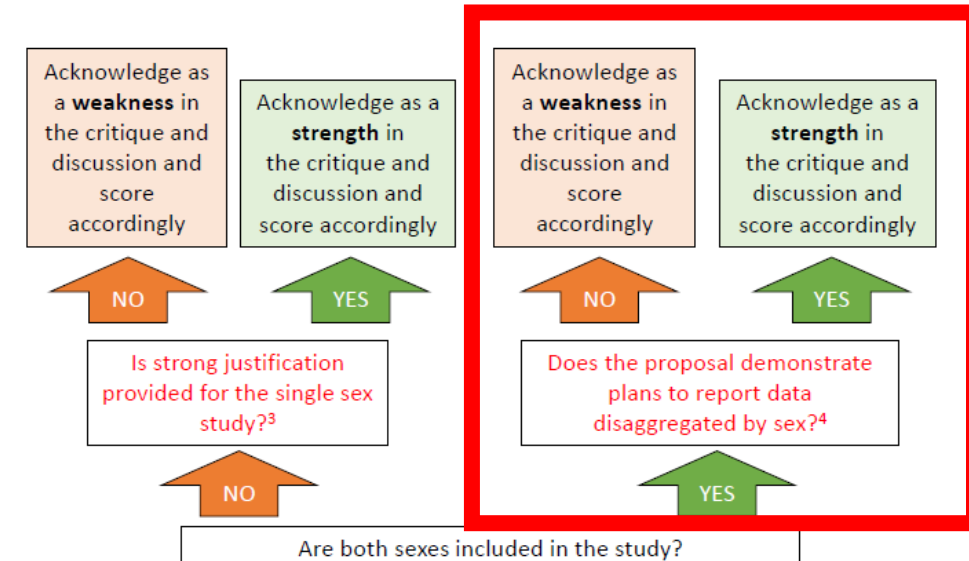 Acknowledge as
a weakness in
the critique and
discussion and
score
accordingly
Acknowledge as a
strength in
the critique and
discussion and
score accordingly
Acknowledge as
a weakness in
the critique and
discussion and
score
accordingly
Acknowledge as a
strength in
the critique and
discussion and
score accordingly
NO
YES
NO
YES
Is strong justification
provided for the single sex
study?³
Does the proposal demonstrate
plans to report data
disaggregated by sex?⁴
NO
YES
Are both sexes included in the study?